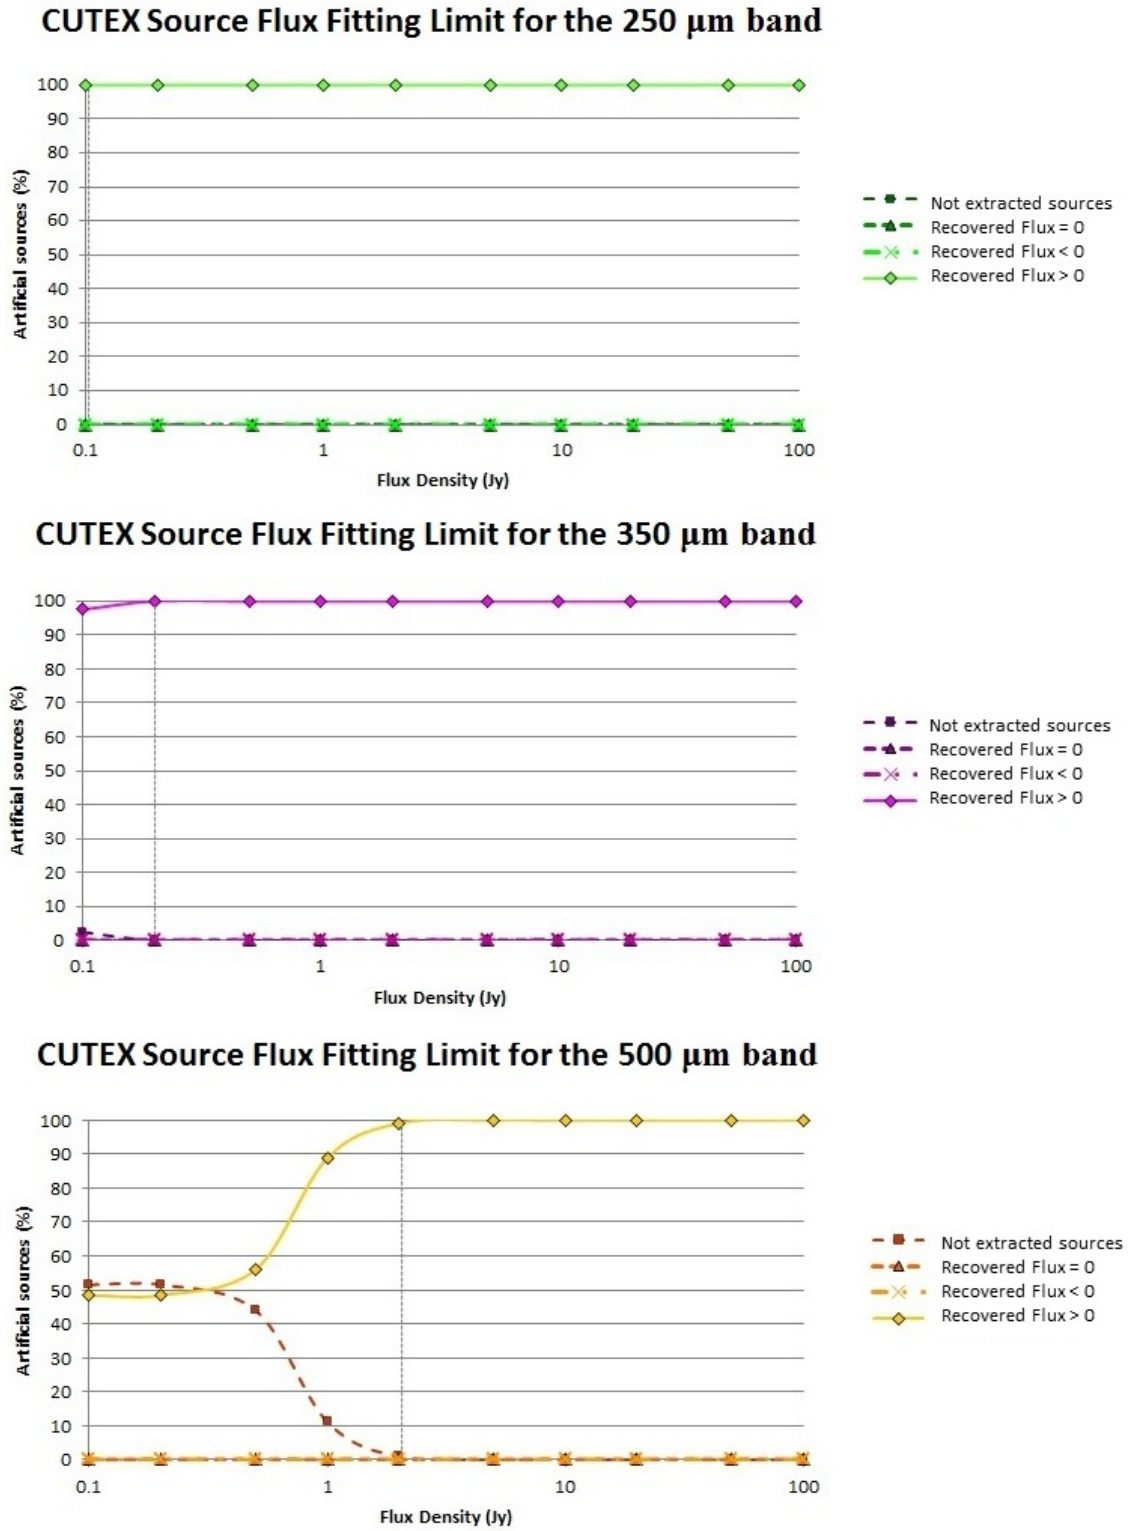 CUTEX Source Flux Fitting Limit for the 250 μm band
100
90
80
70
60
50
40
30
20
10
0
Artificial sources (%)
0.1 1 10 100
Flux Density (Jy)
Not extracted sources
Recovered Flux = 0
Recovered Flux < 0
Recovered Flux > 0
CUTEX Source Flux Fitting Limit for the 350 μm band
100
90
80
70
60
50
40
30
20
10
0
Artificial sources (%)
0.1 1 10 100
Flux Density (Jy)
Not extracted sources
Recovered Flux = 0
Recovered Flux < 0
Recovered Flux > 0
CUTEX Source Flux Fitting Limit for the 500 μm band
100
90
80
70
60
50
40
30
20
10
0
Artificial sources (%)
0.1 1 10 100
Flux Density (Jy)
Not extracted sources
Recovered Flux = 0
Recovered Flux < 0
Recovered Flux > 0